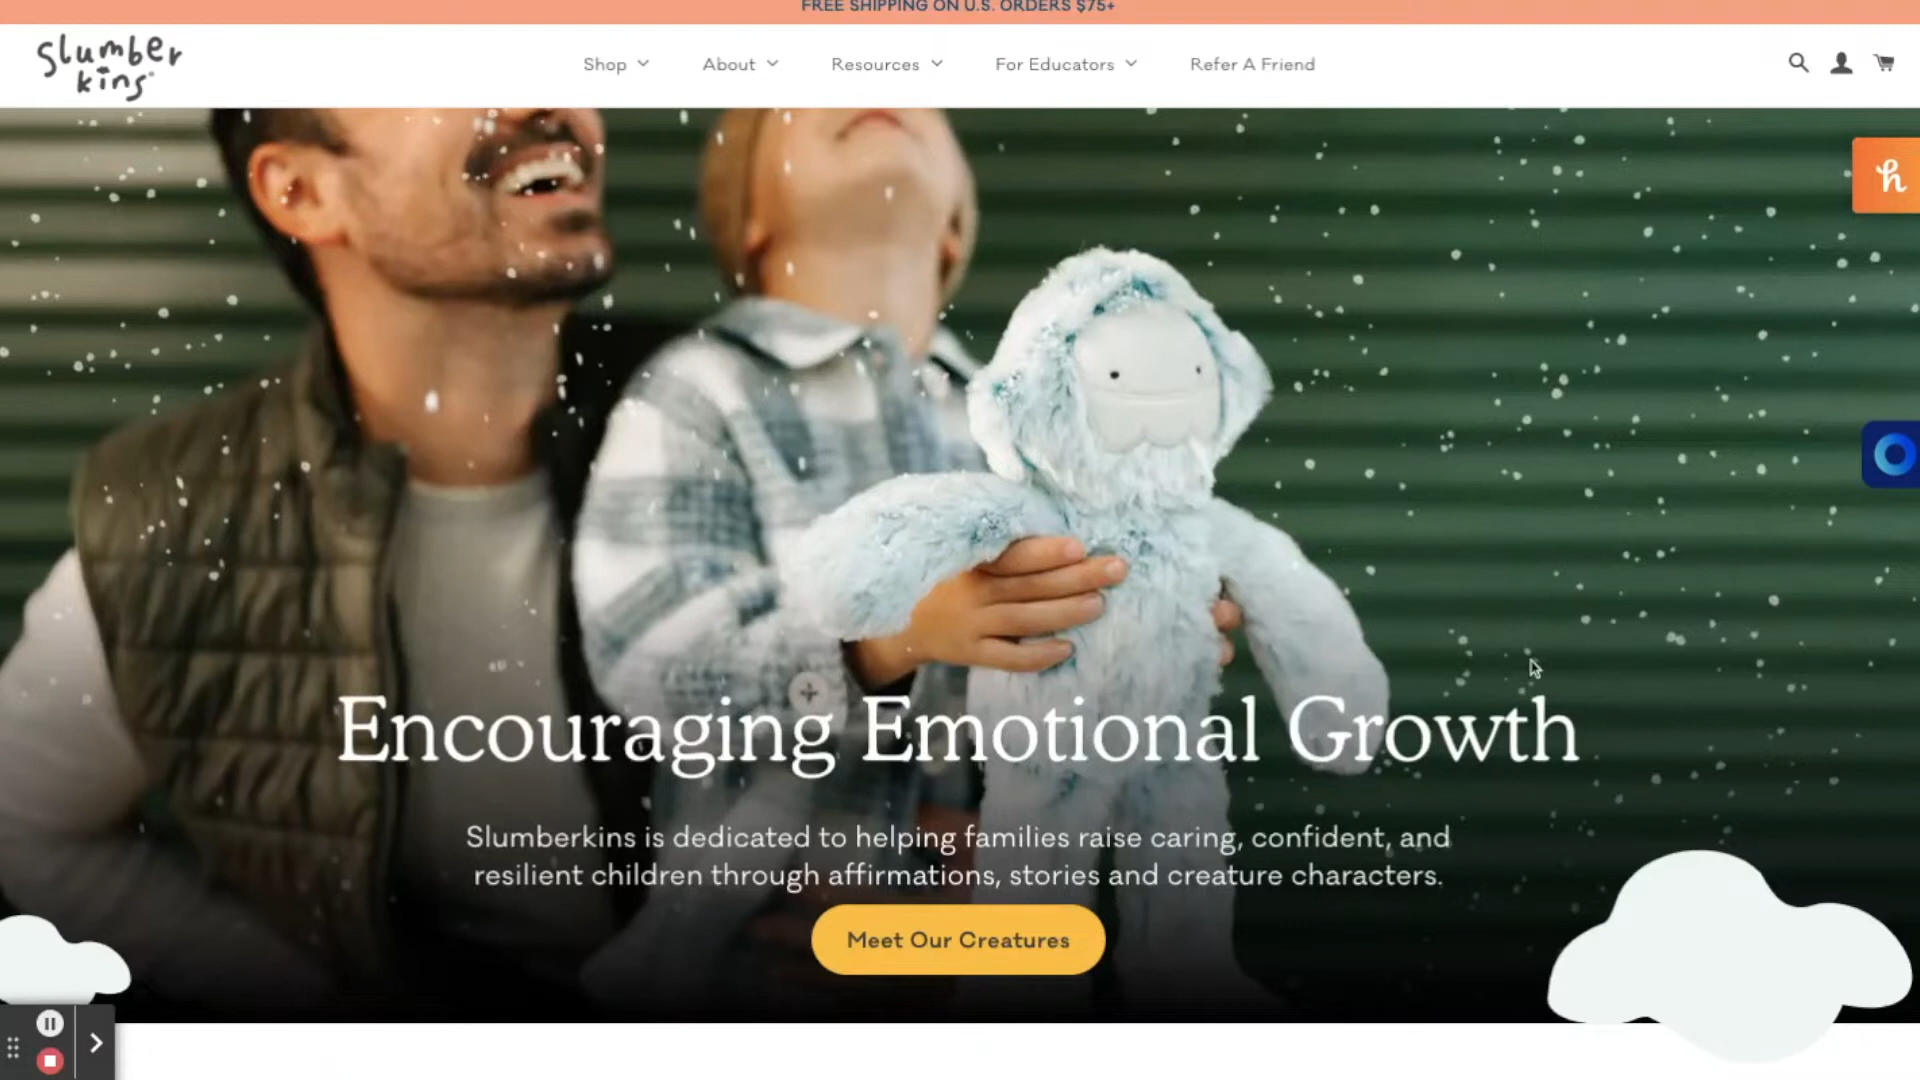 FREE SHIPPING ON U.S. ORDERS $75+
slumber
kins
Shop
About
Resources
For Educators
Refer A Friend
h
Encouraging Emotional Growth
Slumberkins is dedicated to helping families raise caring, confident, and
resilient children through affirmations, stories and creature characters.
Meet Our Creatures